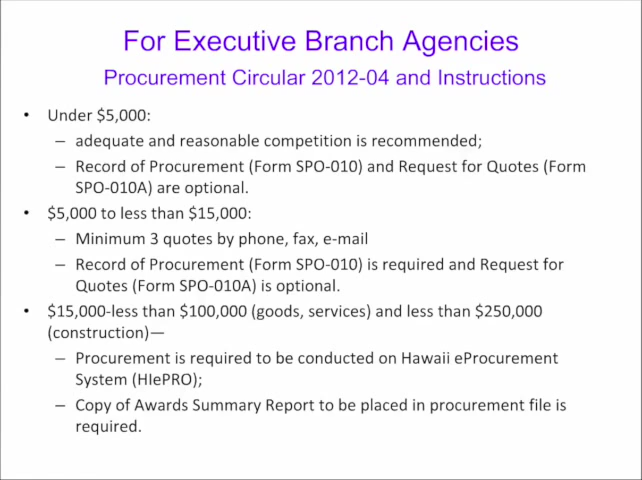 For Executive Branch Agencies
Procurement Circular 2012-04 and Instructions
• Under $5,000:
– adequate and reasonable competition is recommended;
– Record of Procurement (Form SPO-010) and Request for Quotes (Form
SPO-010A) are optional.
• $5,000 to less than $15,000:
– Minimum 3 quotes by phone, fax, e-mail
– Record of Procurement (Form SPO-010) is required and Request for
Quotes (Form SPO-010A) is optional.
• $15,000-less than $100,000 (goods, services) and less than $250,000
(construction)—
– Procurement is required to be conducted on Hawaii eProcurement
System (HIePRO);
– Copy of Awards Summary Report to be placed in procurement file is
required.